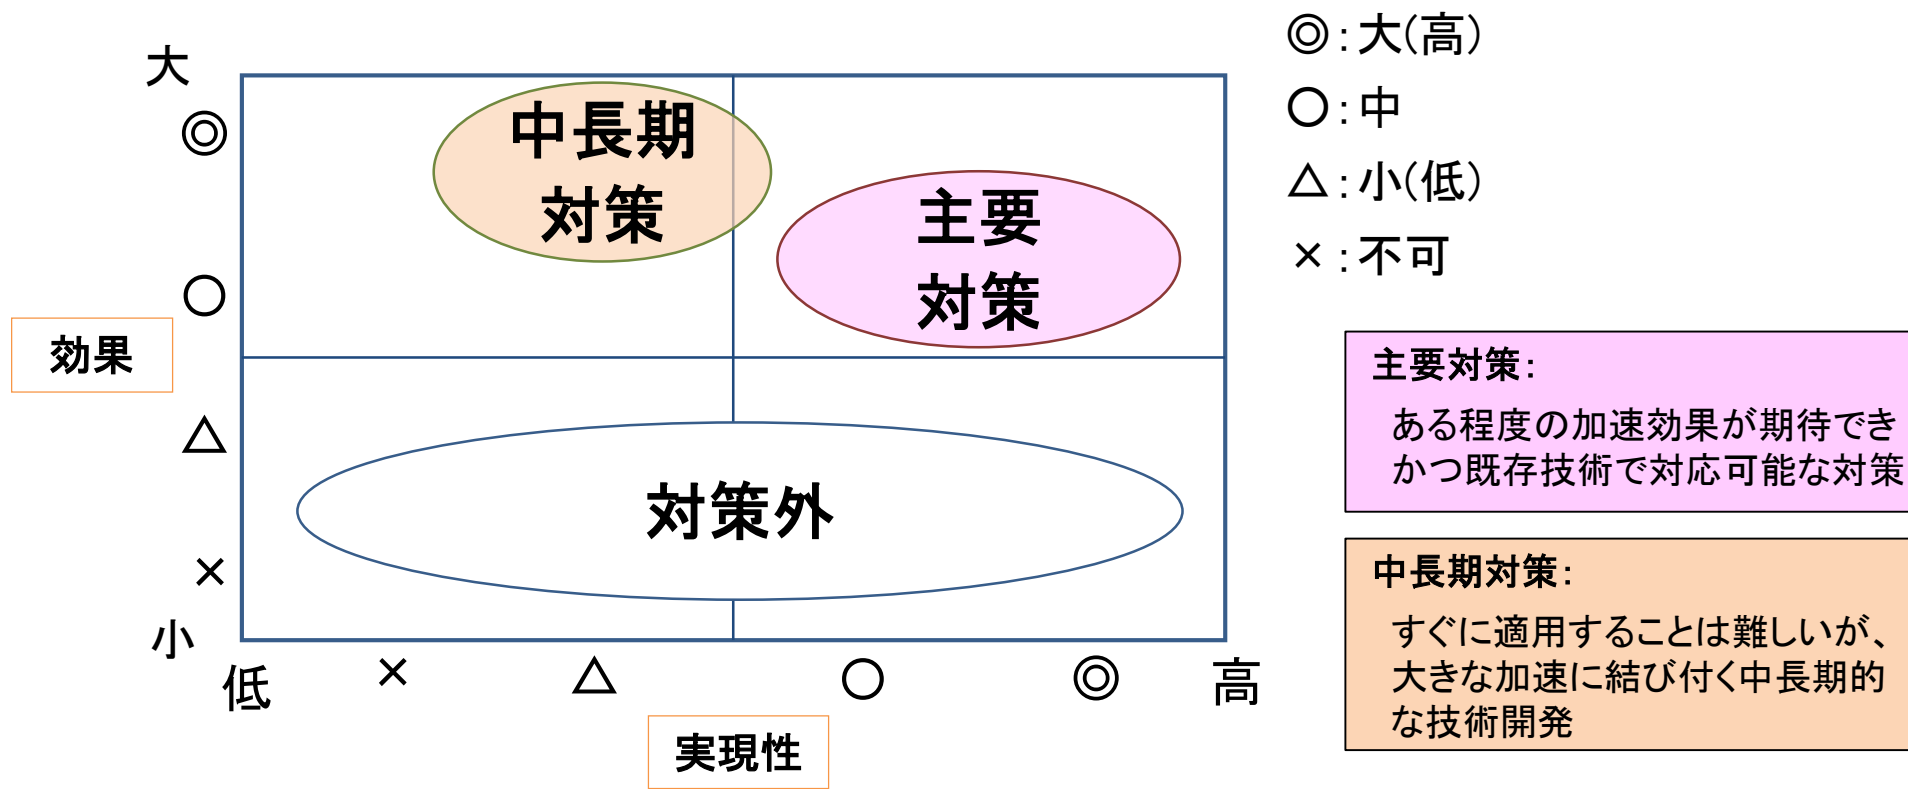 大
◎
○
効果
△
×
小
中長期
対策
主要
対策
対策外
低
×
△
○
◎
高
実現性
◎:大(高)
○:中
△:小(低)
×:不可
主要対策:
ある程度の加速効果が期待でき
かつ既存技術で対応可能な対策
中長期対策:
すぐに適用することは難しいが、
大きな加速に結び付く中長期的
な技術開発